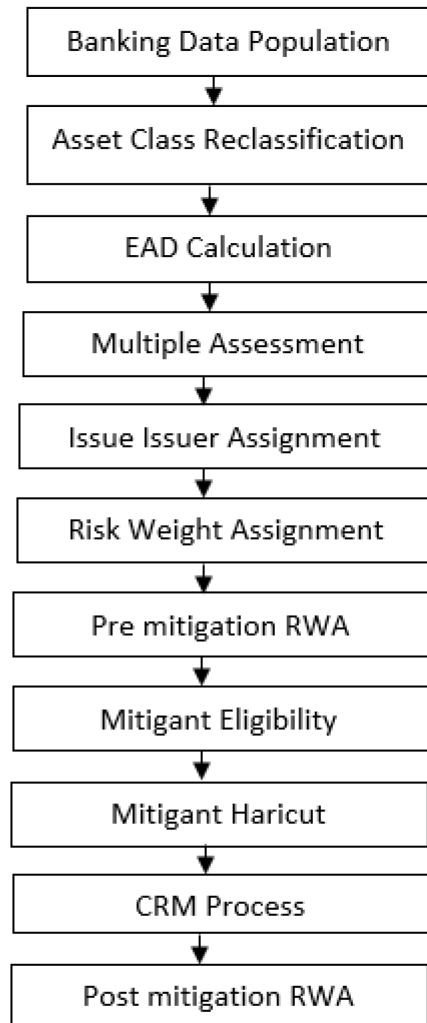 Banking Data Population
Asset Class Reclassification
EAD Calculation
Multiple Assessment
Issue Issuer Assignment
Risk Weight Assignment
Pre mitigation RWA
Mitigant Eligibility
Mitigant Haricut
CRM Process
Post mitigation RWA